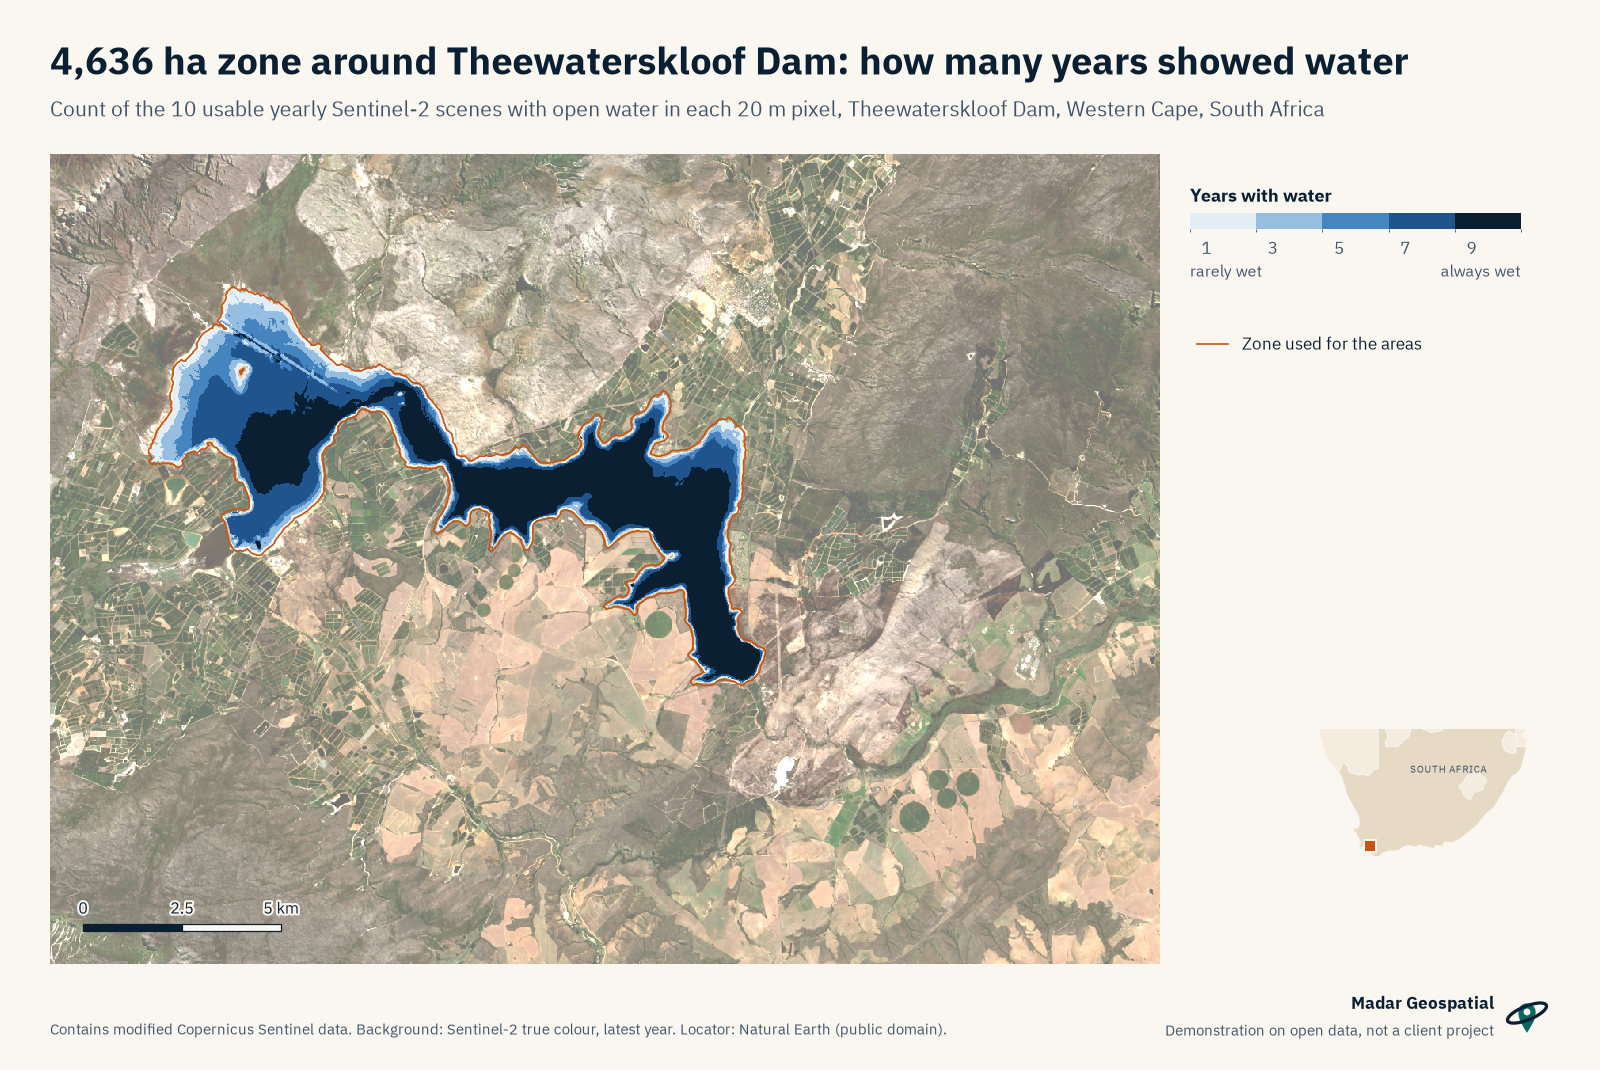 4,636 ha zone around Theewaterskloof Dam: how many years showed water
Count of the 10 usable yearly Sentinel-2 scenes with open water in each 20 m pixel, Theewaterskloof Dam, Western Cape, South Africa
Years with water
1 3 5 7 9
rarely wet always wet
Zone used for the areas
SOUTH AFRICA
0 2.5 5 km
Madar Geospatial
Contains modified Copernicus Sentinel data. Background: Sentinel-2 true colour, latest year. Locator: Natural Earth (public domain).
Demonstration on open data, not a client project